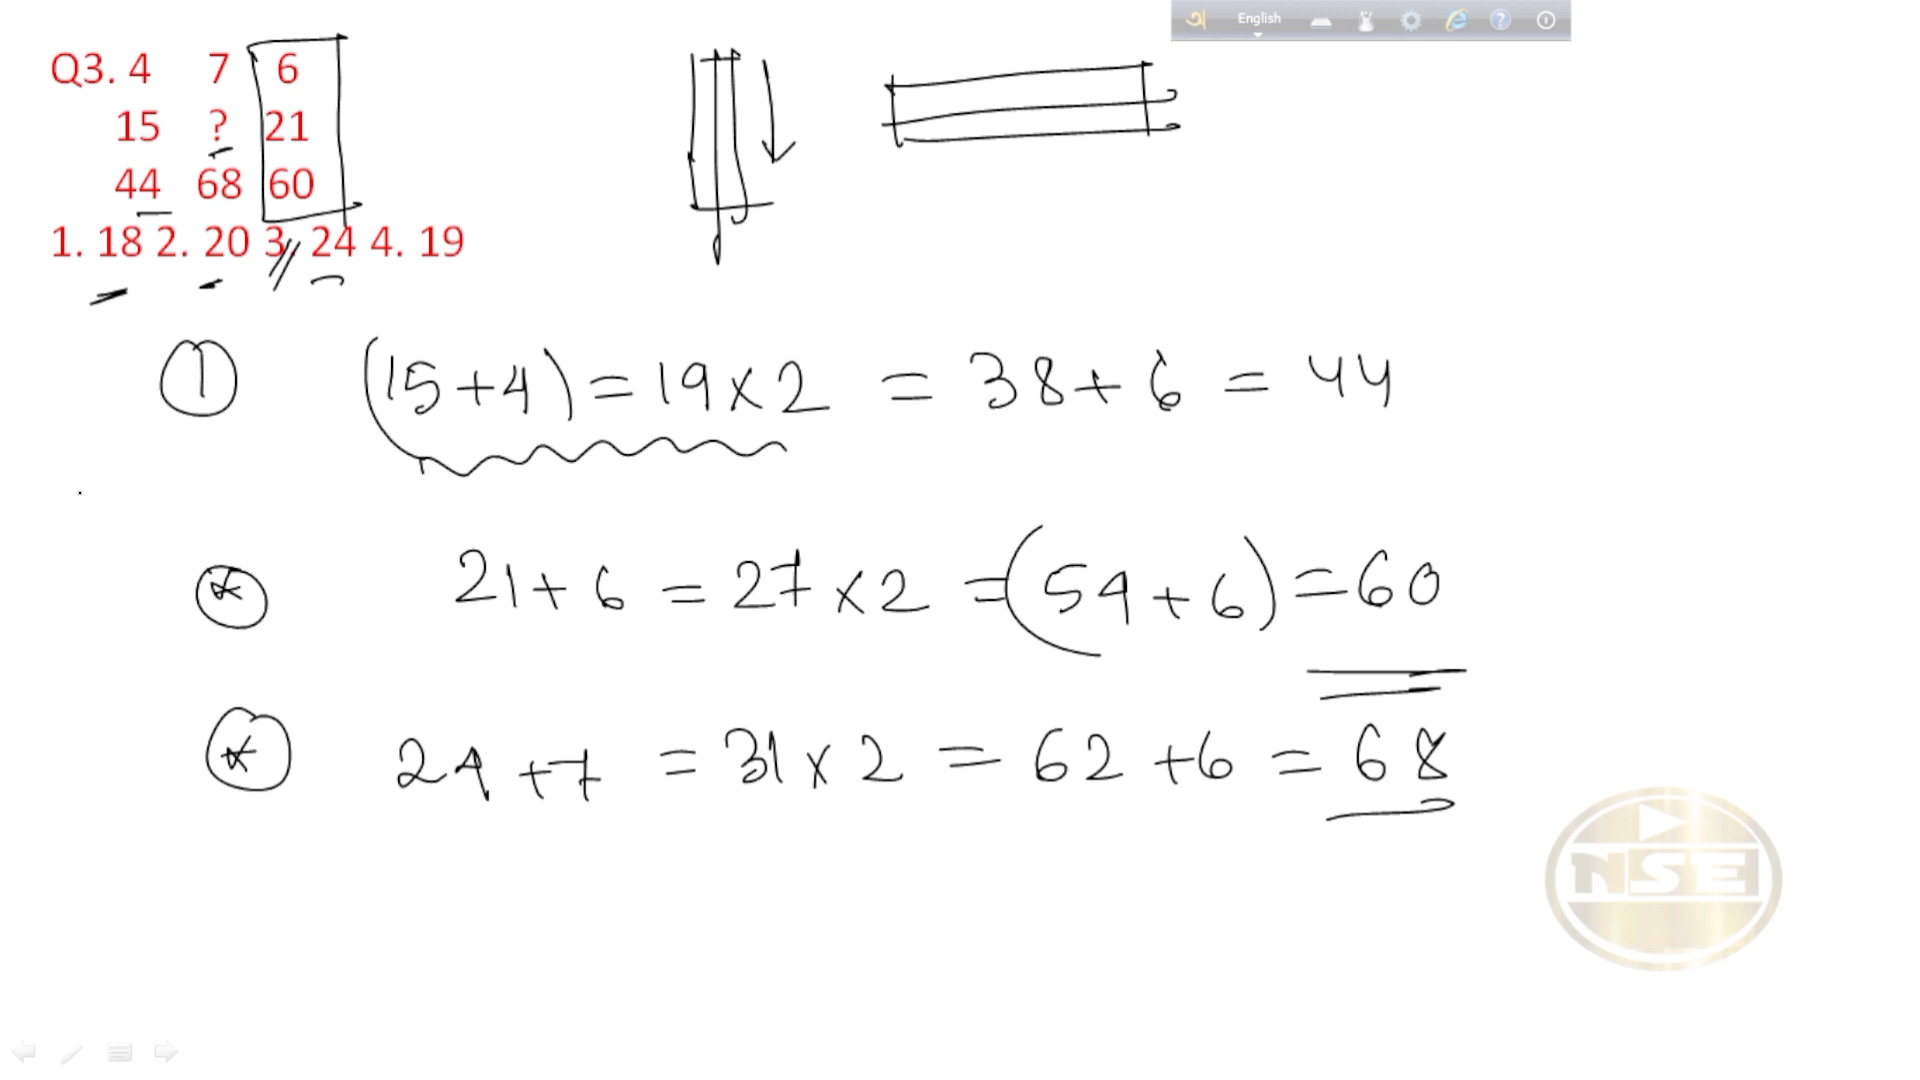 English
Q3. 4 7 6
15 ? 21
44 68 60
1. 18 2. 20 3. 24 4. 19
1 (15+4) = 19 × 2 = 38 + 6 = 44
21 + 6 = 27 × 2 = (54 + 6) = 60
24 + 7 = 31 × 2 = 62 + 6 = 68
NSE